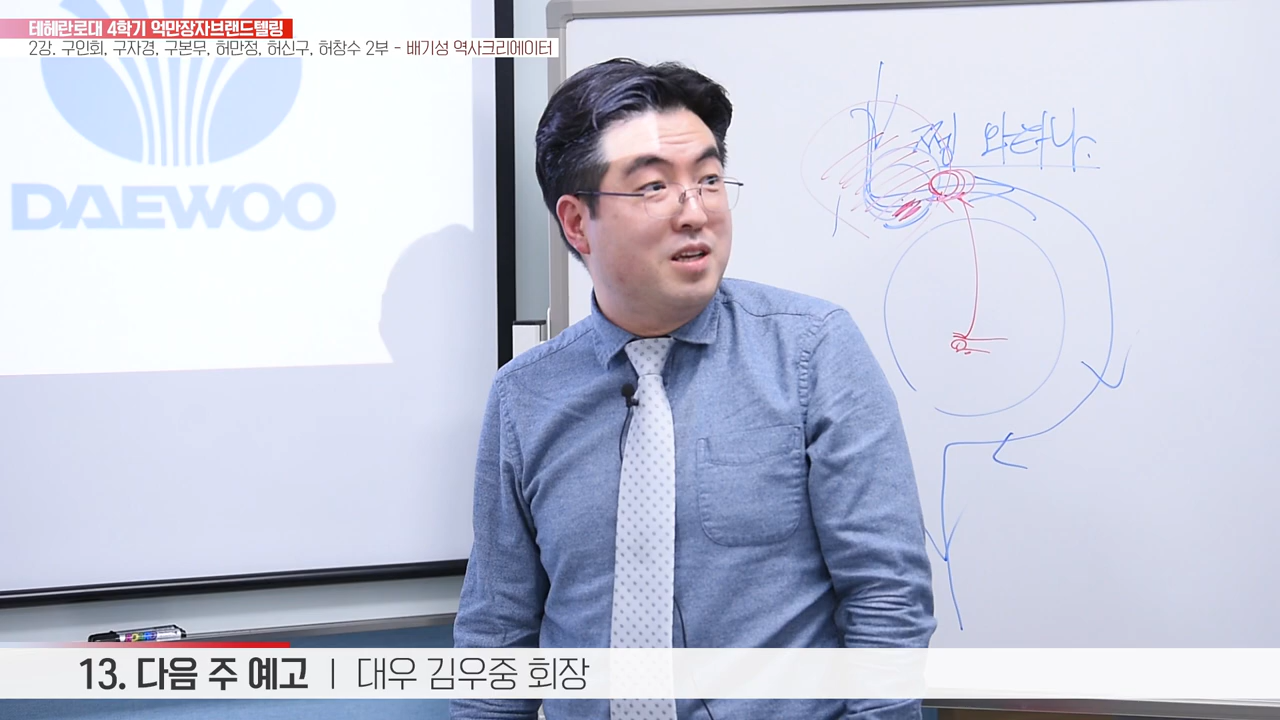 테헤란로대 4학기 억만장자브랜드텔링
2강. 구인회, 구자경, 구본무, 허만정, 허신구, 허창수 2부 - 배기성 역사크리에이터
DAEWOO
13. 다음 주 예고 | 대우 김우중 회장